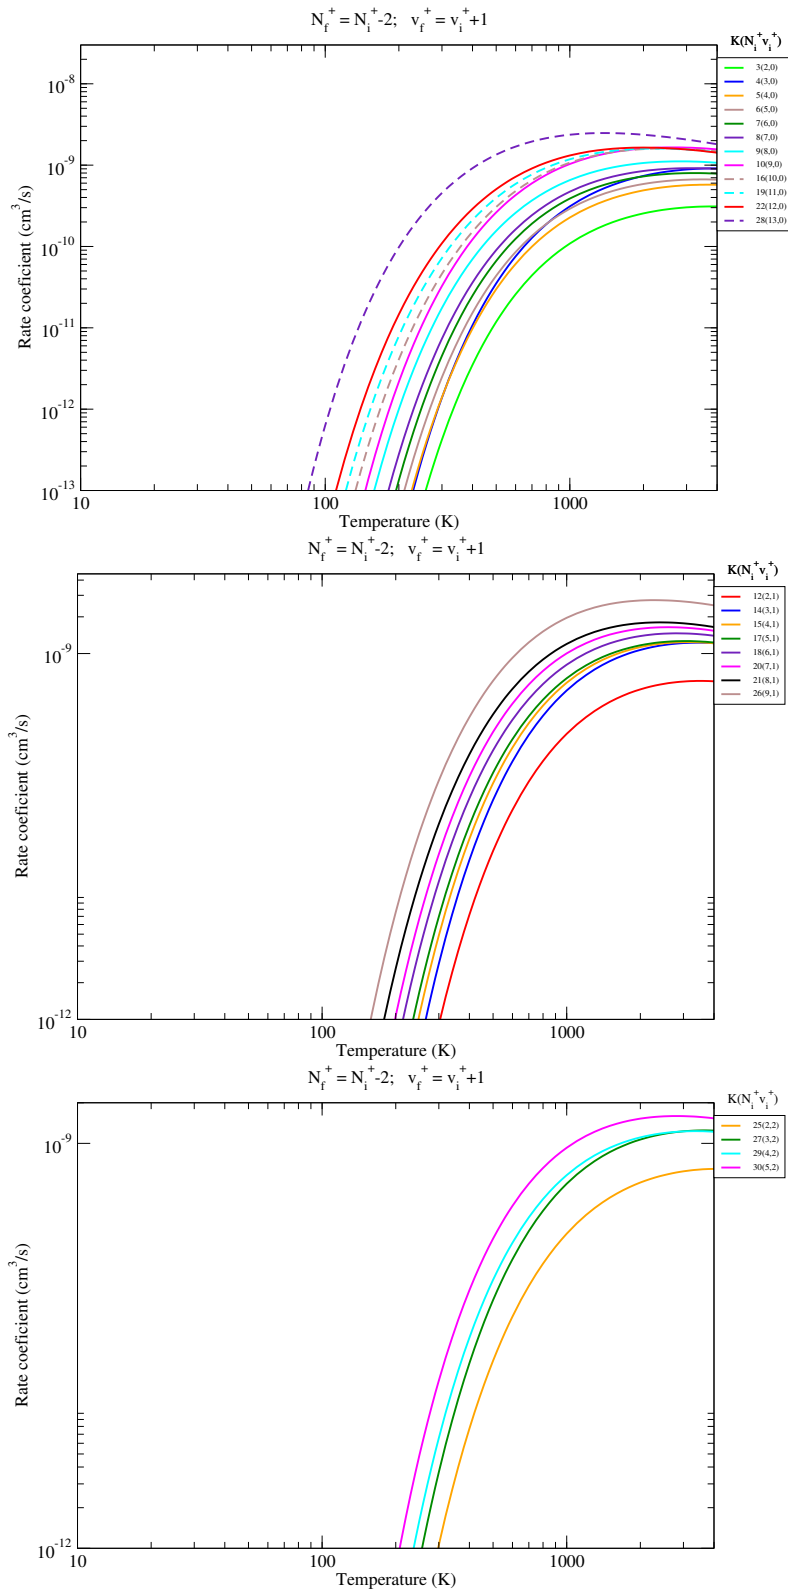 N_f^+ = N_i^+-2; v_f^+ = v_i^++1
K(N_i^+v_i^+)
3(2,0)
4(3,0)
5(4,0)
6(5,0)
7(6,0)
8(7,0)
9(8,0)
10(9,0)
16(10,0)
19(11,0)
22(12,0)
28(13,0)
Rate coeficient (cm^3/s)
10^-8
10^-9
10^-10
10^-11
10^-12
10^-13
10 100 1000
Temperature (K)
N_f^+ = N_i^+-2; v_f^+ = v_i^++1
K(N_i^+v_i^+)
12(2,1)
14(3,1)
15(4,1)
17(5,1)
18(6,1)
20(7,1)
21(8,1)
26(9,1)
Rate coeficient (cm^3/s)
10^-9
10^-12
10 100 1000
Temperature (K)
N_f^+ = N_i^+-2; v_f^+ = v_i^++1
K(N_i^+v_i^+)
25(2,2)
27(3,2)
29(4,2)
30(5,2)
Rate coeficient (cm^3/s)
10^-9
10^-12
10 100 1000
Temperature (K)